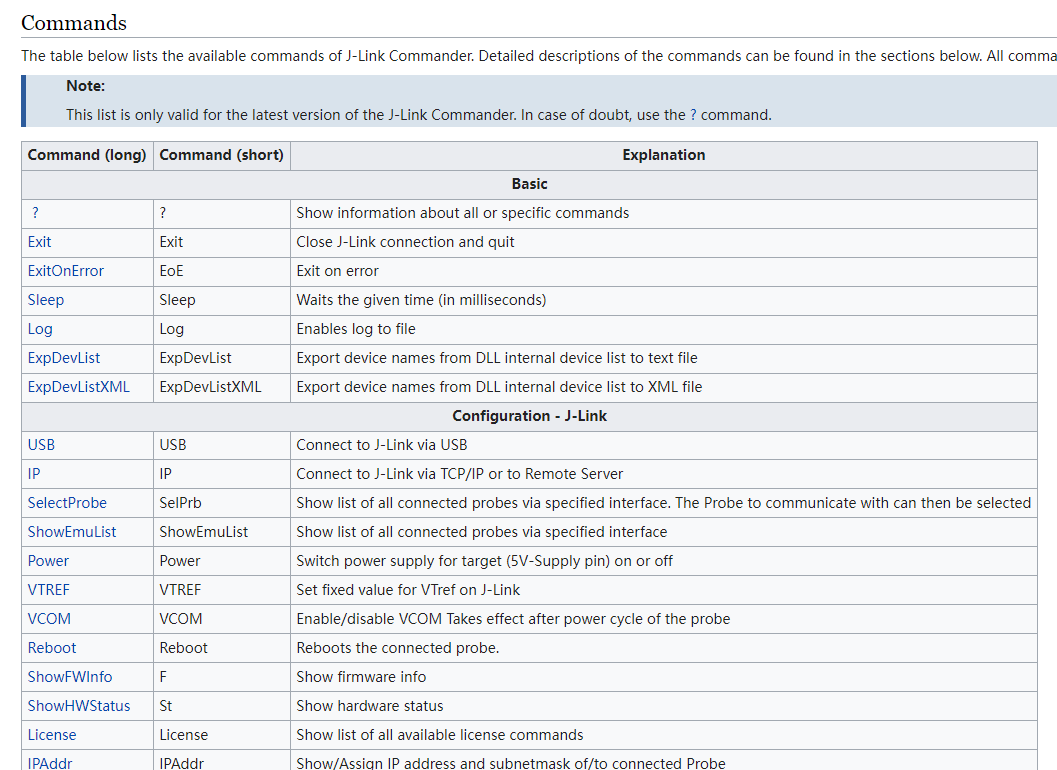 Commands
The table below lists the available commands of J-Link Commander. Detailed descriptions of the commands can be found in the sections below. All comma
Note:
This list is only valid for the latest version of the J-Link Commander. In case of doubt, use the ? command.
Command (long) Command (short) Explanation
Basic
? ? Show information about all or specific commands
Exit Exit Close J-Link connection and quit
ExitOnError EoE Exit on error
Sleep Sleep Waits the given time (in milliseconds)
Log Log Enables log to file
ExpDevList ExpDevList Export device names from DLL internal device list to text file
ExpDevListXML ExpDevListXML Export device names from DLL internal device list to XML file
Configuration - J-Link
USB USB Connect to J-Link via USB
IP IP Connect to J-Link via TCP/IP or to Remote Server
SelectProbe SelPrb Show list of all connected probes via specified interface. The Probe to communicate with can then be selected
ShowEmuList ShowEmuList Show list of all connected probes via specified interface
Power Power Switch power supply for target (5V-Supply pin) on or off
VTREF VTREF Set fixed value for VTref on J-Link
VCOM VCOM Enable/disable VCOM Takes effect after power cycle of the probe
Reboot Reboot Reboots the connected probe.
ShowFWInfo F Show firmware info
ShowHWStatus St Show hardware status
License License Show list of all available license commands
IPAddr IPAddr Show/Assign IP address and subnetmask of/to connected Probe